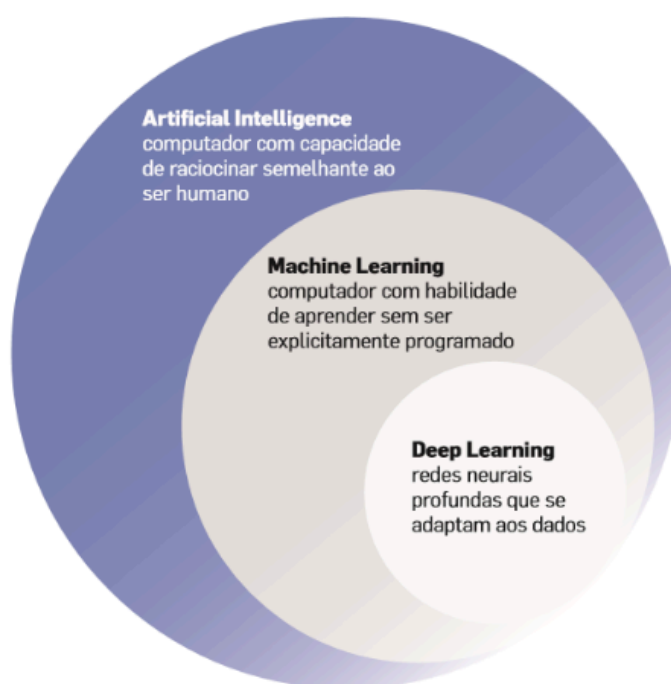 Artificial Intelligence
computador com capacidade
de raciocinar semelhante ao
ser humano
Machine Learning
computador com habilidade
de aprender sem ser
explicitamente programado
Deep Learning
redes neurais
profundas que se
adaptam aos dados